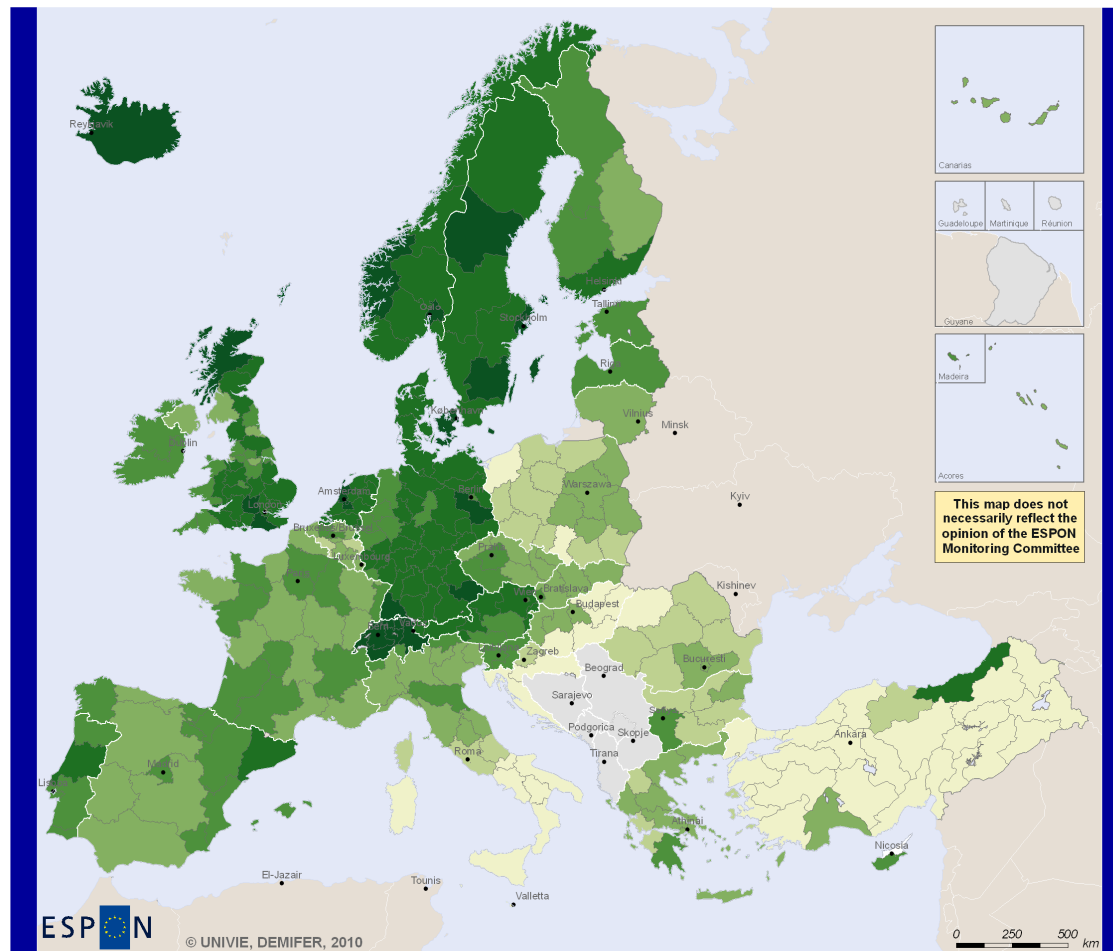 Reykjavik
Canarias
Guadeloupe
Martinique
Réunion
Guyane
Madeira
Acores
This map does not
necessarily reflect the
opinion of the ESPON
Monitoring Committee
Helsinki
Oslo
Stockholm
Tallinn
Riga
Vilnius
Minsk
København
Dublin
Amsterdam
London
Berlin
Warszawa
Kyiv
Luxembourg
Paris
Praha
Bratislava
Budapest
Kishinev
Bern
Zagreb
Beograd
Bucuresti
Sarajevo
Sofia
Podgorica
Skopje
Tirana
Roma
Ankara
Madrid
Athinai
Nicosia
El-Jazair
Tounis
Valletta
ESPON
© UNIVIE, DEMIFER, 2010
0 250 500
km